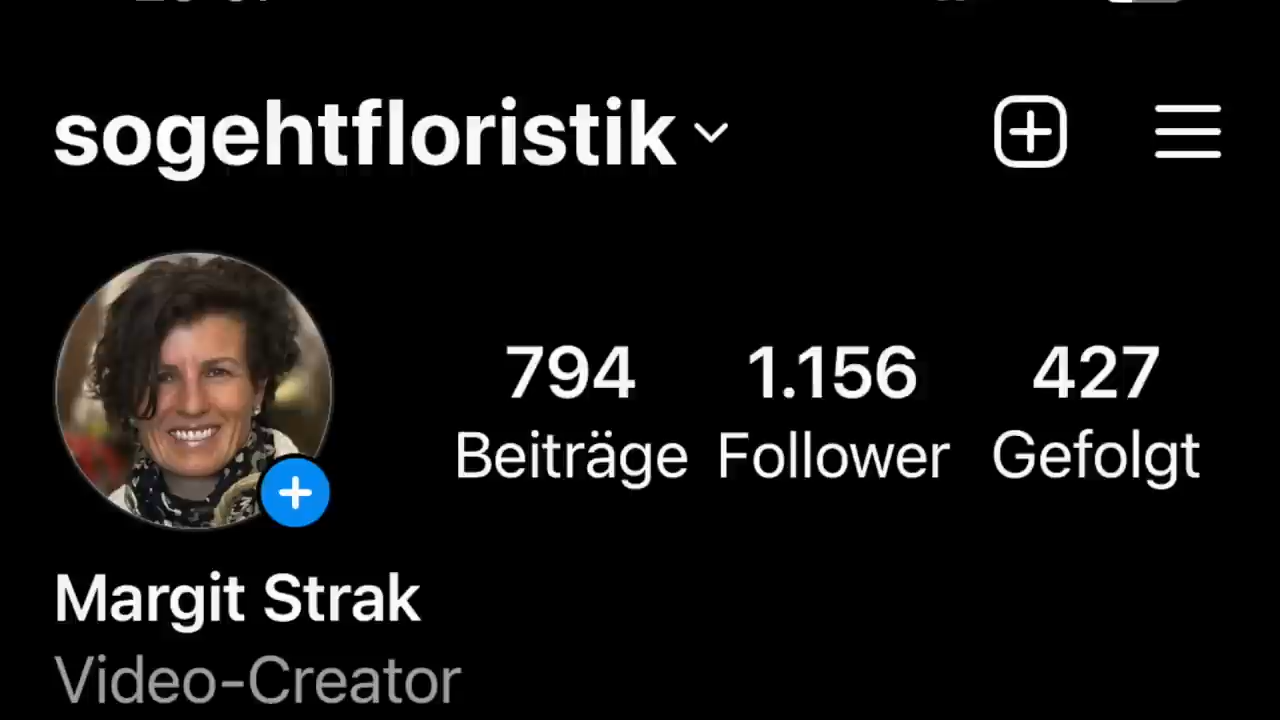 sogehtfloristik
794 1.156 427
Beiträge Follower Gefolgt
Margit Strak
Video-Creator